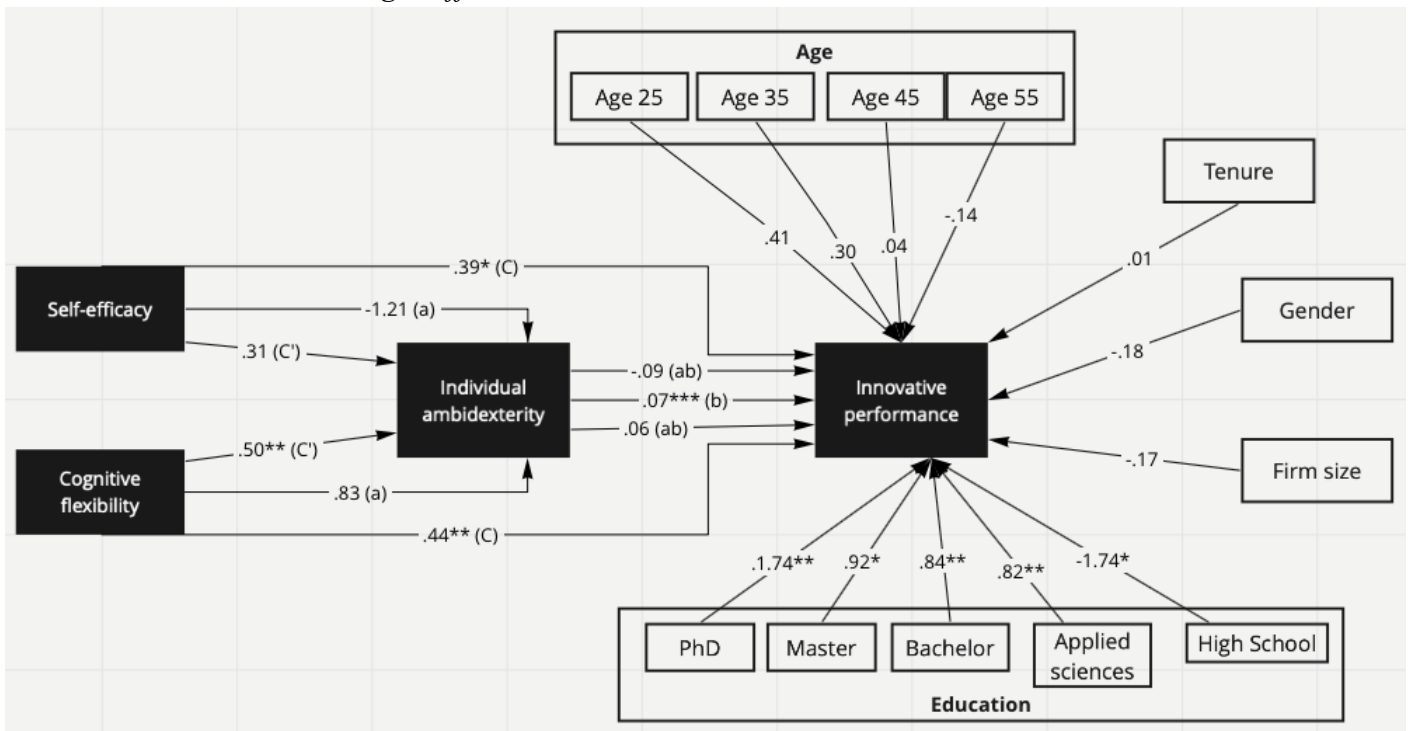 Age
Age 25
Age 35
Age 45
Age 55
Tenure
.41
.30
.04
-.14
.01
.39* (C)
Self-efficacy
-1.21 (a)
Gender
.31 (C')
-.18
Individual
ambidexterity
-.09 (ab)
.07*** (b)
.06 (ab)
Innovative
performance
.50** (C')
Cognitive
flexibility
.83 (a)
.44** (C)
-.17
Firm size
.1.74**
.92*
.84**
.82**
-1.74*
PhD
Master
Bachelor
Applied
sciences
High School
Education